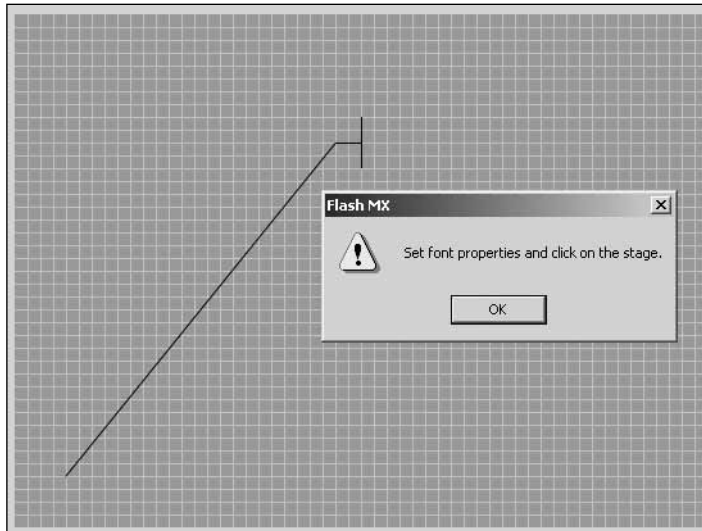 Flash MX
Set font properties and click on the stage.
OK